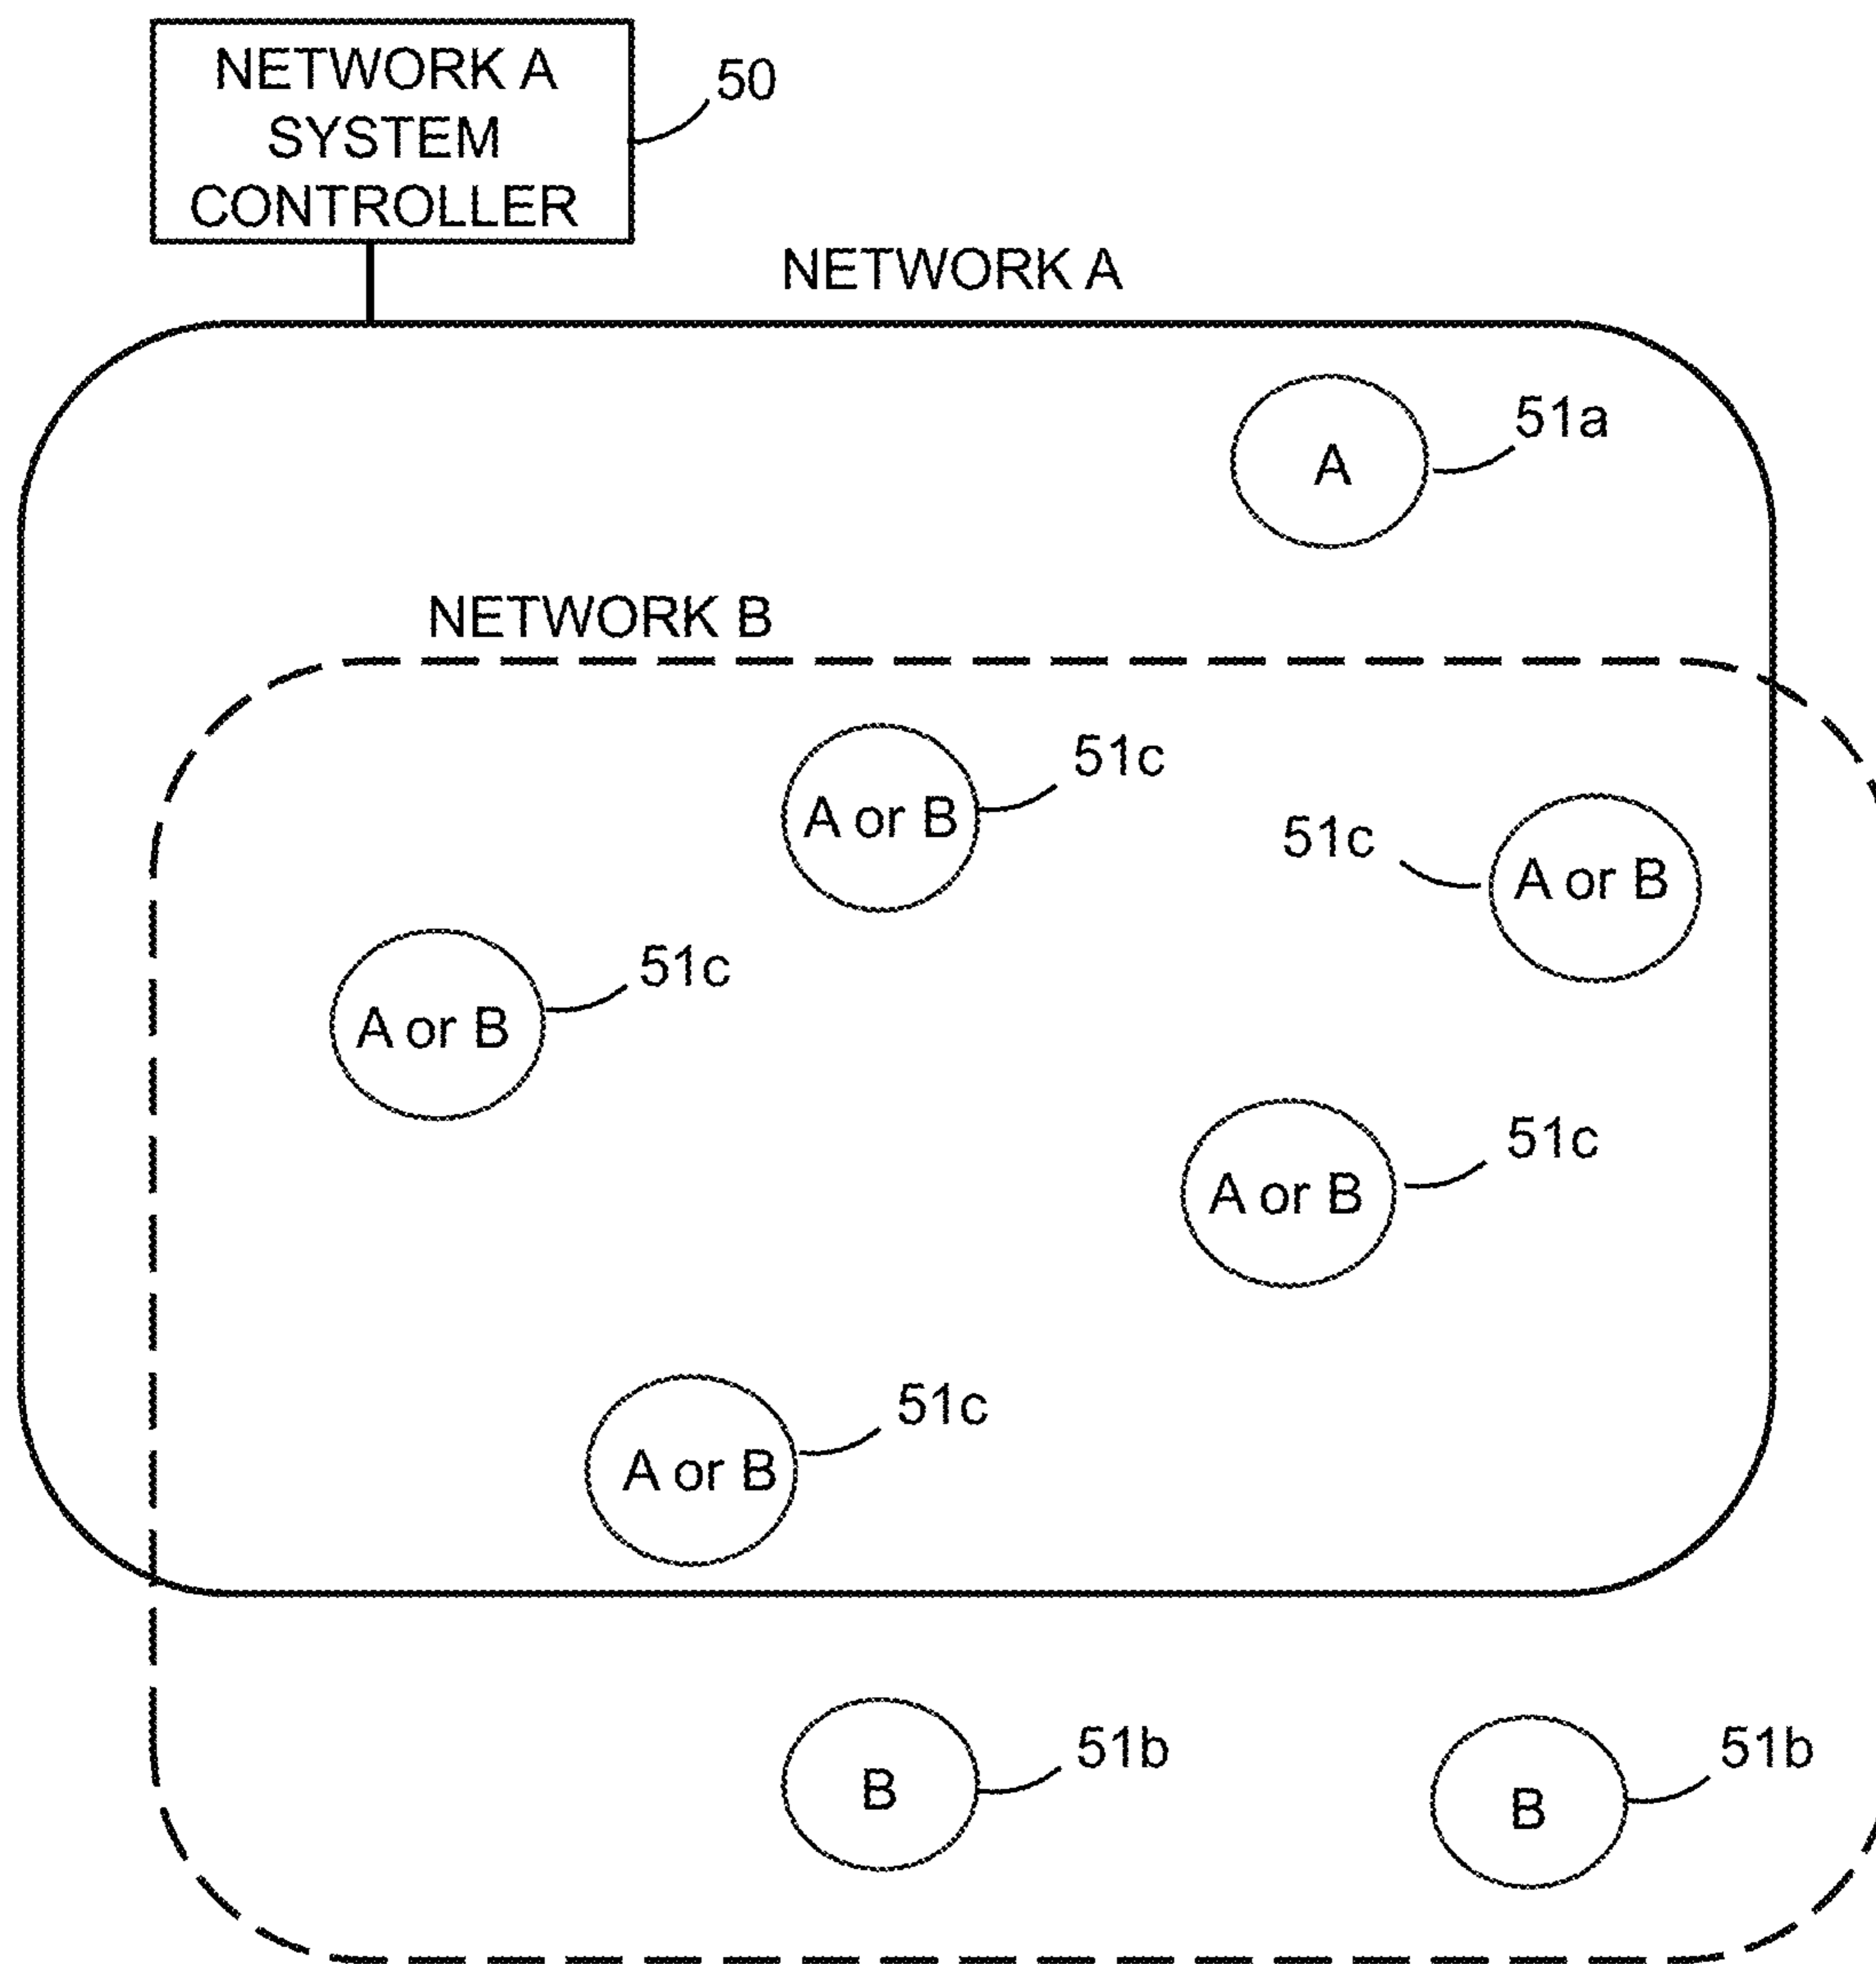 NETWORK A
SYSTEM
CONTROLLER
50
NETWORK A
A
51a
NETWORK B
A or B
51c
51c
A or B
A or B
51c
A or B
51c
A or B
51c
B
51b
B
51b